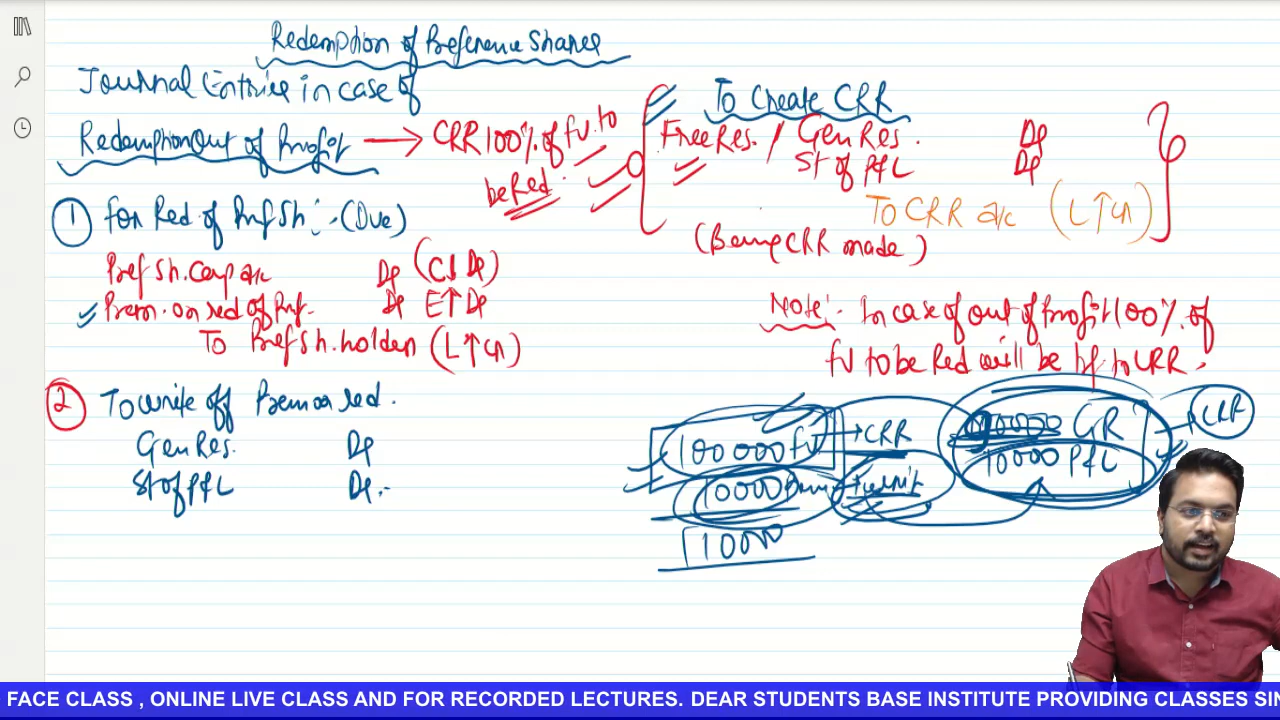 Redemption of Preference Shares
Journal Entries in case of
Redemption Out of Profit → CRR 100% of FV. to
be Red.
① for Red of Pref Sh :- (Due)
Pref Sh. Cap a/c Dr (C↓ Dr)
Prem. on red of Pref. Dr E↑ Dr
To Pref Sh. holders (L↑ Cr)
② To write off Prem on red.
Gen Res. Dr
St of P&L Dr.
To Create CRR
Free Res. / Gen Res. Dr
St of P&L Dr
To CRR a/c (L↑ Cr)
(Being CRR made)
Note:- In case of out of Profit 100% of
FV to be Red will be tf to CRR.
100000 FV → CRR
10000
GR → CRR
10000 P&L
FACE CLASS , ONLINE LIVE CLASS AND FOR RECORDED LECTURES. DEAR STUDENTS BASE INSTITUTE PROVIDING CLASSES SIN